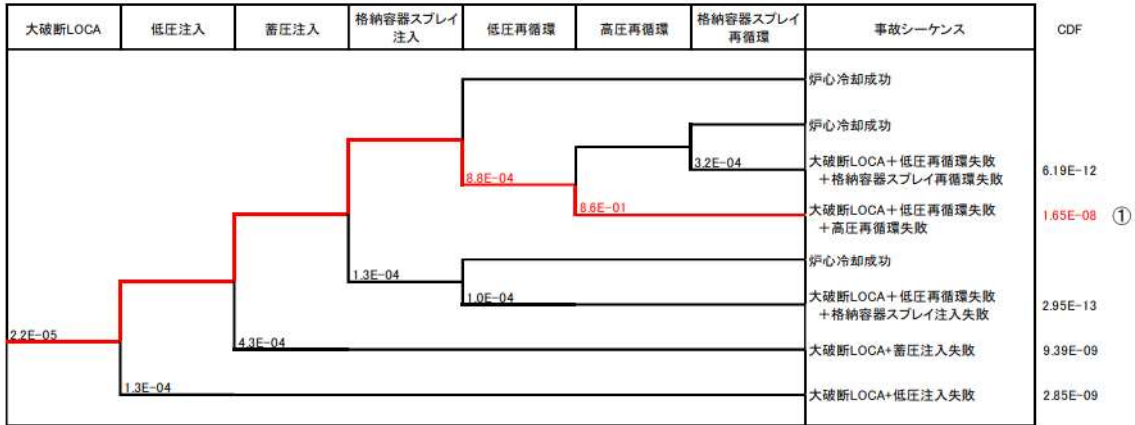 大破断LOCA 低圧注入 蓄圧注入 格納容器スプレイ注入 低圧再循環 高圧再循環 格納容器スプレイ再循環 事故シーケンス CDF
炉心冷却成功
炉心冷却成功
3.2E-04 大破断LOCA＋低圧再循環失敗 6.19E-12
＋格納容器スプレイ再循環失敗
8.8E-04
8.6E-01 大破断LOCA＋低圧再循環失敗 1.65E-08 ①
＋高圧再循環失敗
炉心冷却成功
1.3E-04
1.0E-04 大破断LOCA＋低圧再循環失敗 2.95E-13
＋格納容器スプレイ注入失敗
2.2E-05
4.3E-04 大破断LOCA+蓄圧注入失敗 9.39E-09
1.3E-04 大破断LOCA+低圧注入失敗 2.85E-09